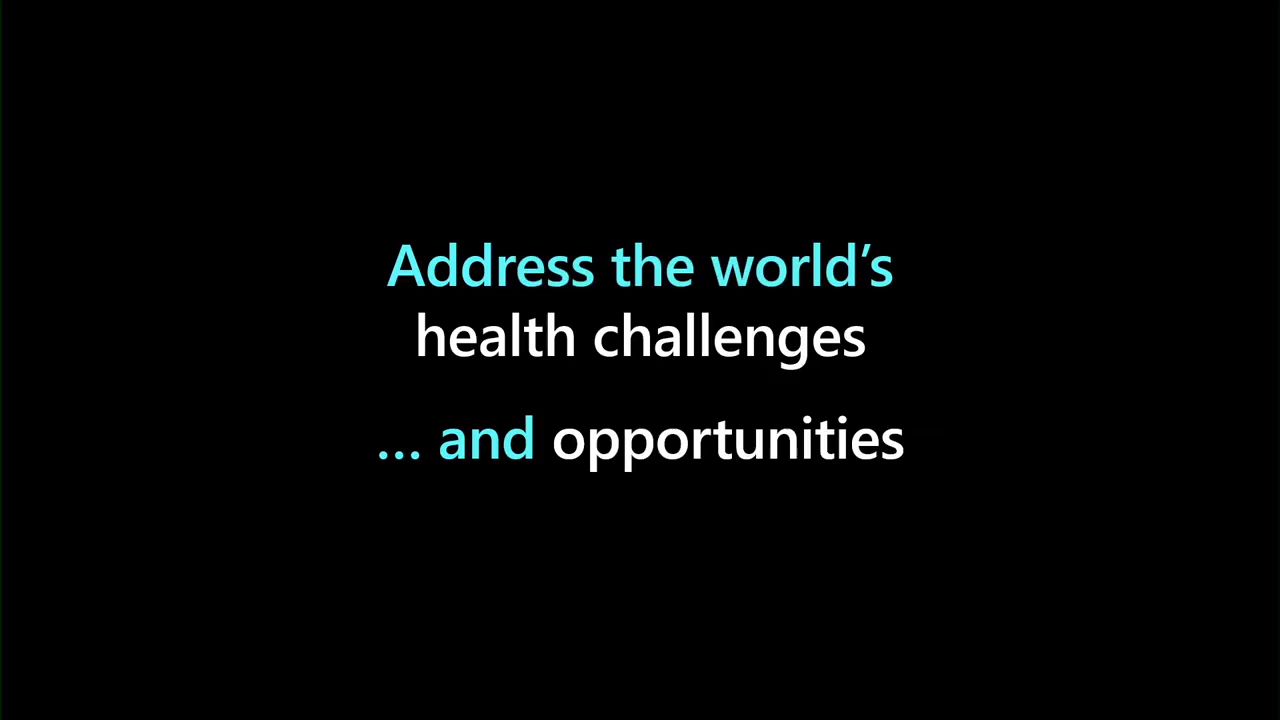 Address the world’s
health challenges
... and opportunities